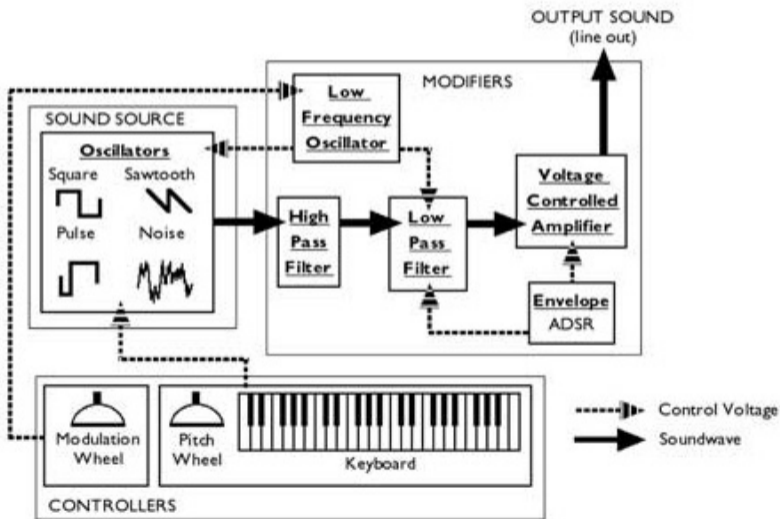 OUTPUT SOUND
(line out)
MODIFIERS
Low
Frequency
Oscillator
SOUND SOURCE
Oscillators
Square Sawtooth
Pulse Noise
High
Pass
Filter
Low
Pass
Filter
Voltage
Controlled
Amplifier
Envelope
ADSR
Modulation
Wheel
Pitch
Wheel
Keyboard
CONTROLLERS
Control Voltage
Soundwave